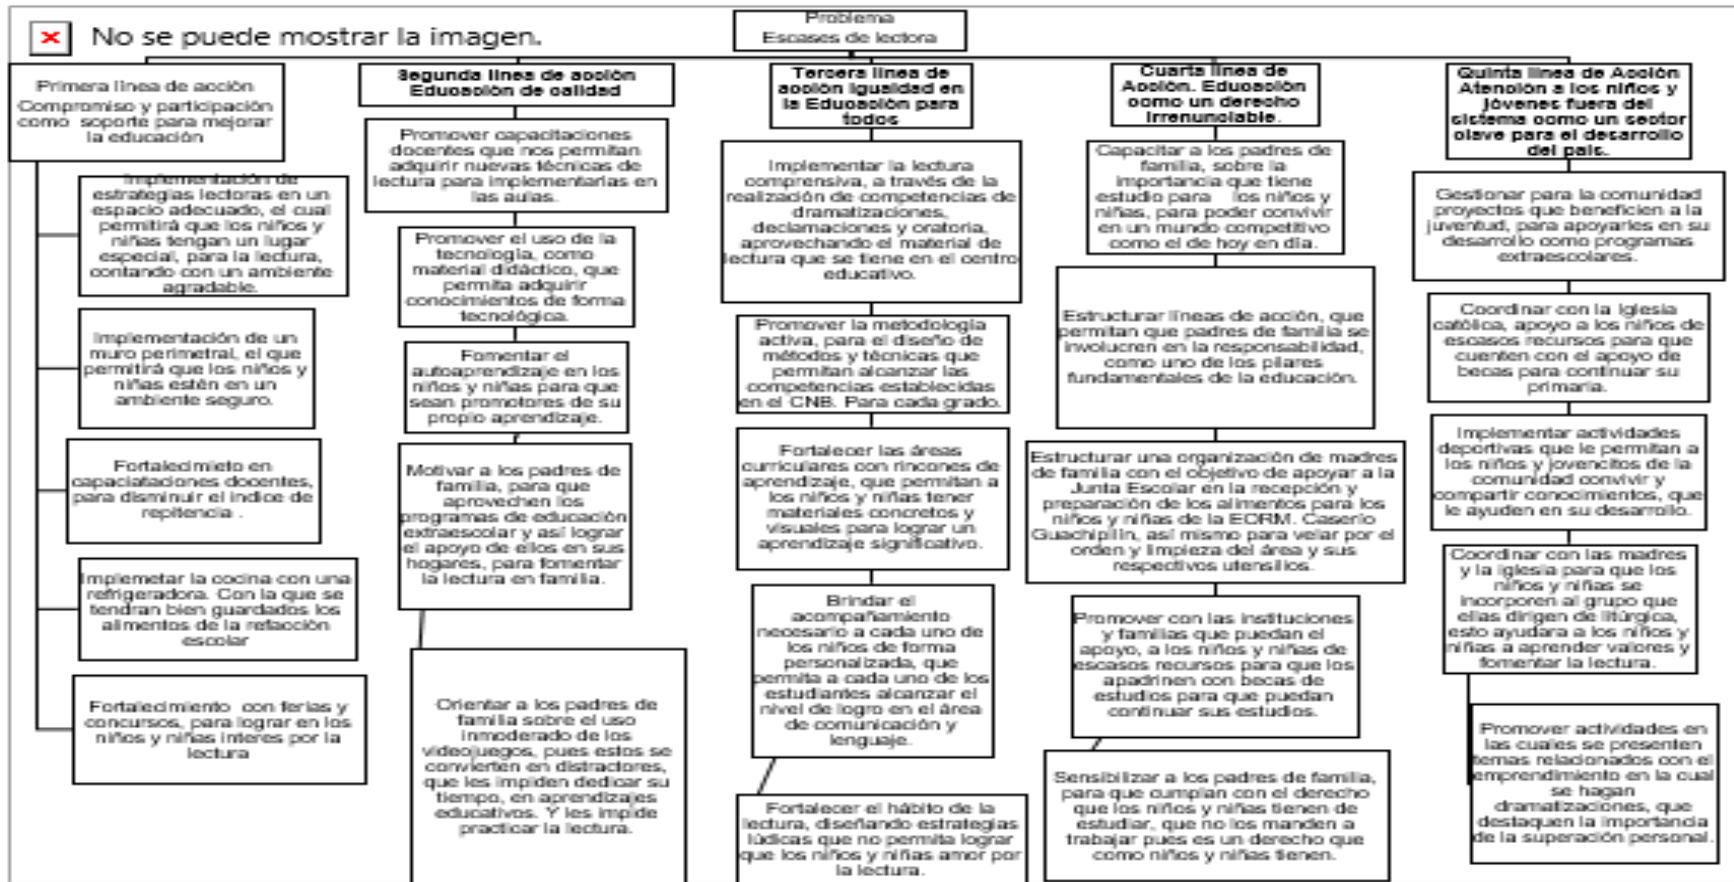 No se puede mostrar la imagen.
Problema
Escases de lectora
Primera linea de acción
Compromiso y participación
como soporte para mejorar
la educación
Implementación de
estrategias lectoras en un
espacio adecuado, el cual
permitirá que los niños y
niñas tengan un lugar
especial, para la lectura,
contando con un ambiente
agradable.
Implementación de un
muro perimetral, el que
permitirá que los niños y
niñas estén en un
ambiente seguro.
Fortalecimieto en
capaciataciones docentes,
para disminuir el indice de
repitencia .
Implemetar la cocina con una
refrigeradora. Con la que se
tendran bien guardados los
alimentos de la refacción
escolar
Fortalecimiento con ferias y
concursos, para lograr en los
niños y niñas interes por la
lectura
Segunda línea de acción
Educación de calidad
Promover capacitaciones
docentes que nos permitan
adquirir nuevas técnicas de
lectura para implementarlas en
las aulas.
Promover el uso de la
tecnología, como
material didáctico, que
permita adquirir
conocimientos de forma
tecnológica.
Fomentar el
autoaprendizaje en los
niños y niñas para que
sean promotores de su
propio aprendizaje.
Motivar a los padres de
familia, para que
aprovechen los
programas de educación
extraescolar y así lograr
el apoyo de ellos en sus
hogares, para fomentar
la lectura en familia.
Orientar a los padres de
familia sobre el uso
inmoderado de los
videojuegos, pues estos se
convierten en distractores,
que les impiden dedicar su
tiempo, en aprendizajes
educativos. Y les impide
practicar la lectura.
Tercera línea de
acción Igualdad en
la Educación para
todos
Implementar la lectura
comprensiva, a través de la
realización de competencias de
dramatizaciones,
declamaciones y oratoria,
aprovechando el material de
lectura que se tiene en el centro
educativo.
Promover la metodología
activa, para el diseño de
métodos y técnicas que
permitan alcanzar las
competencias establecidas
en el CNB. Para cada grado.
Fortalecer las áreas
curriculares con rincones de
aprendizaje, que permitan a
los niños y niñas tener
materiales concretos y
visuales para lograr un
aprendizaje significativo.
Brindar el
acompañamiento
necesario a cada uno de
los niños de forma
personalizada, que
permita a cada uno de los
estudiantes alcanzar el
nivel de logro en el área
de comunicación y
lenguaje.
Fortalecer el hábito de la
lectura, diseñando estrategias
lúdicas que no permita lograr
que los niños y niñas amor por
la lectura.
Cuarta línea de
Acción. Educación
como un derecho
Irrenunciable.
Capacitar a los padres de
familia, sobre la
importancia que tiene
estudio para los niños y
niñas, para poder convivir
en un mundo competitivo
como el de hoy en día.
Estructurar líneas de acción, que
permitan que padres de familia se
involucren en la responsabilidad,
como uno de los pilares
fundamentales de la educación.
Estructurar una organización de madres
de familia con el objetivo de apoyar a la
Junta Escolar en la recepción y
preparación de los alimentos para los
niños y niñas de la EORM. Caserío
Guachipilín, así mismo para velar por el
orden y limpieza del área y sus
respectivos utensilios.
Promover con las instituciones
y familias que puedan el
apoyo, a los niños y niñas de
escasos recursos para que los
apadrinen con becas de
estudios para que puedan
continuar sus estudios.
Sensibilizar a los padres de familia,
para que cumplan con el derecho
que los niños y niñas tienen de
estudiar, que no los manden a
trabajar pues es un derecho que
como niños y niñas tienen.
Quinta línea de Acción
Atención a los niños y
jóvenes fuera del
sistema como un sector
clave para el desarrollo
del país.
Gestionar para la comunidad
proyectos que beneficien a la
juventud, para apoyarles en su
desarrollo como programas
extraescolares.
Coordinar con la iglesia
católica, apoyo a los niños de
escasos recursos para que
cuenten con el apoyo de
becas para continuar su
primaria.
Implementar actividades
deportivas que le permitan a
los niños y jovencitos de la
comunidad convivir y
compartir conocimientos, que
le ayuden en su desarrollo.
Coordinar con las madres
y la iglesia para que los
niños y niñas se
incorporen al grupo que
ellas dirigen de litúrgica,
esto ayudara a los niños y
niñas a aprender valores y
fomentar la lectura.
Promover actividades en
las cuales se presenten
temas relacionados con el
emprendimiento en la cual
se hagan
dramatizaciones, que
destaquen la importancia
de la superación personal.